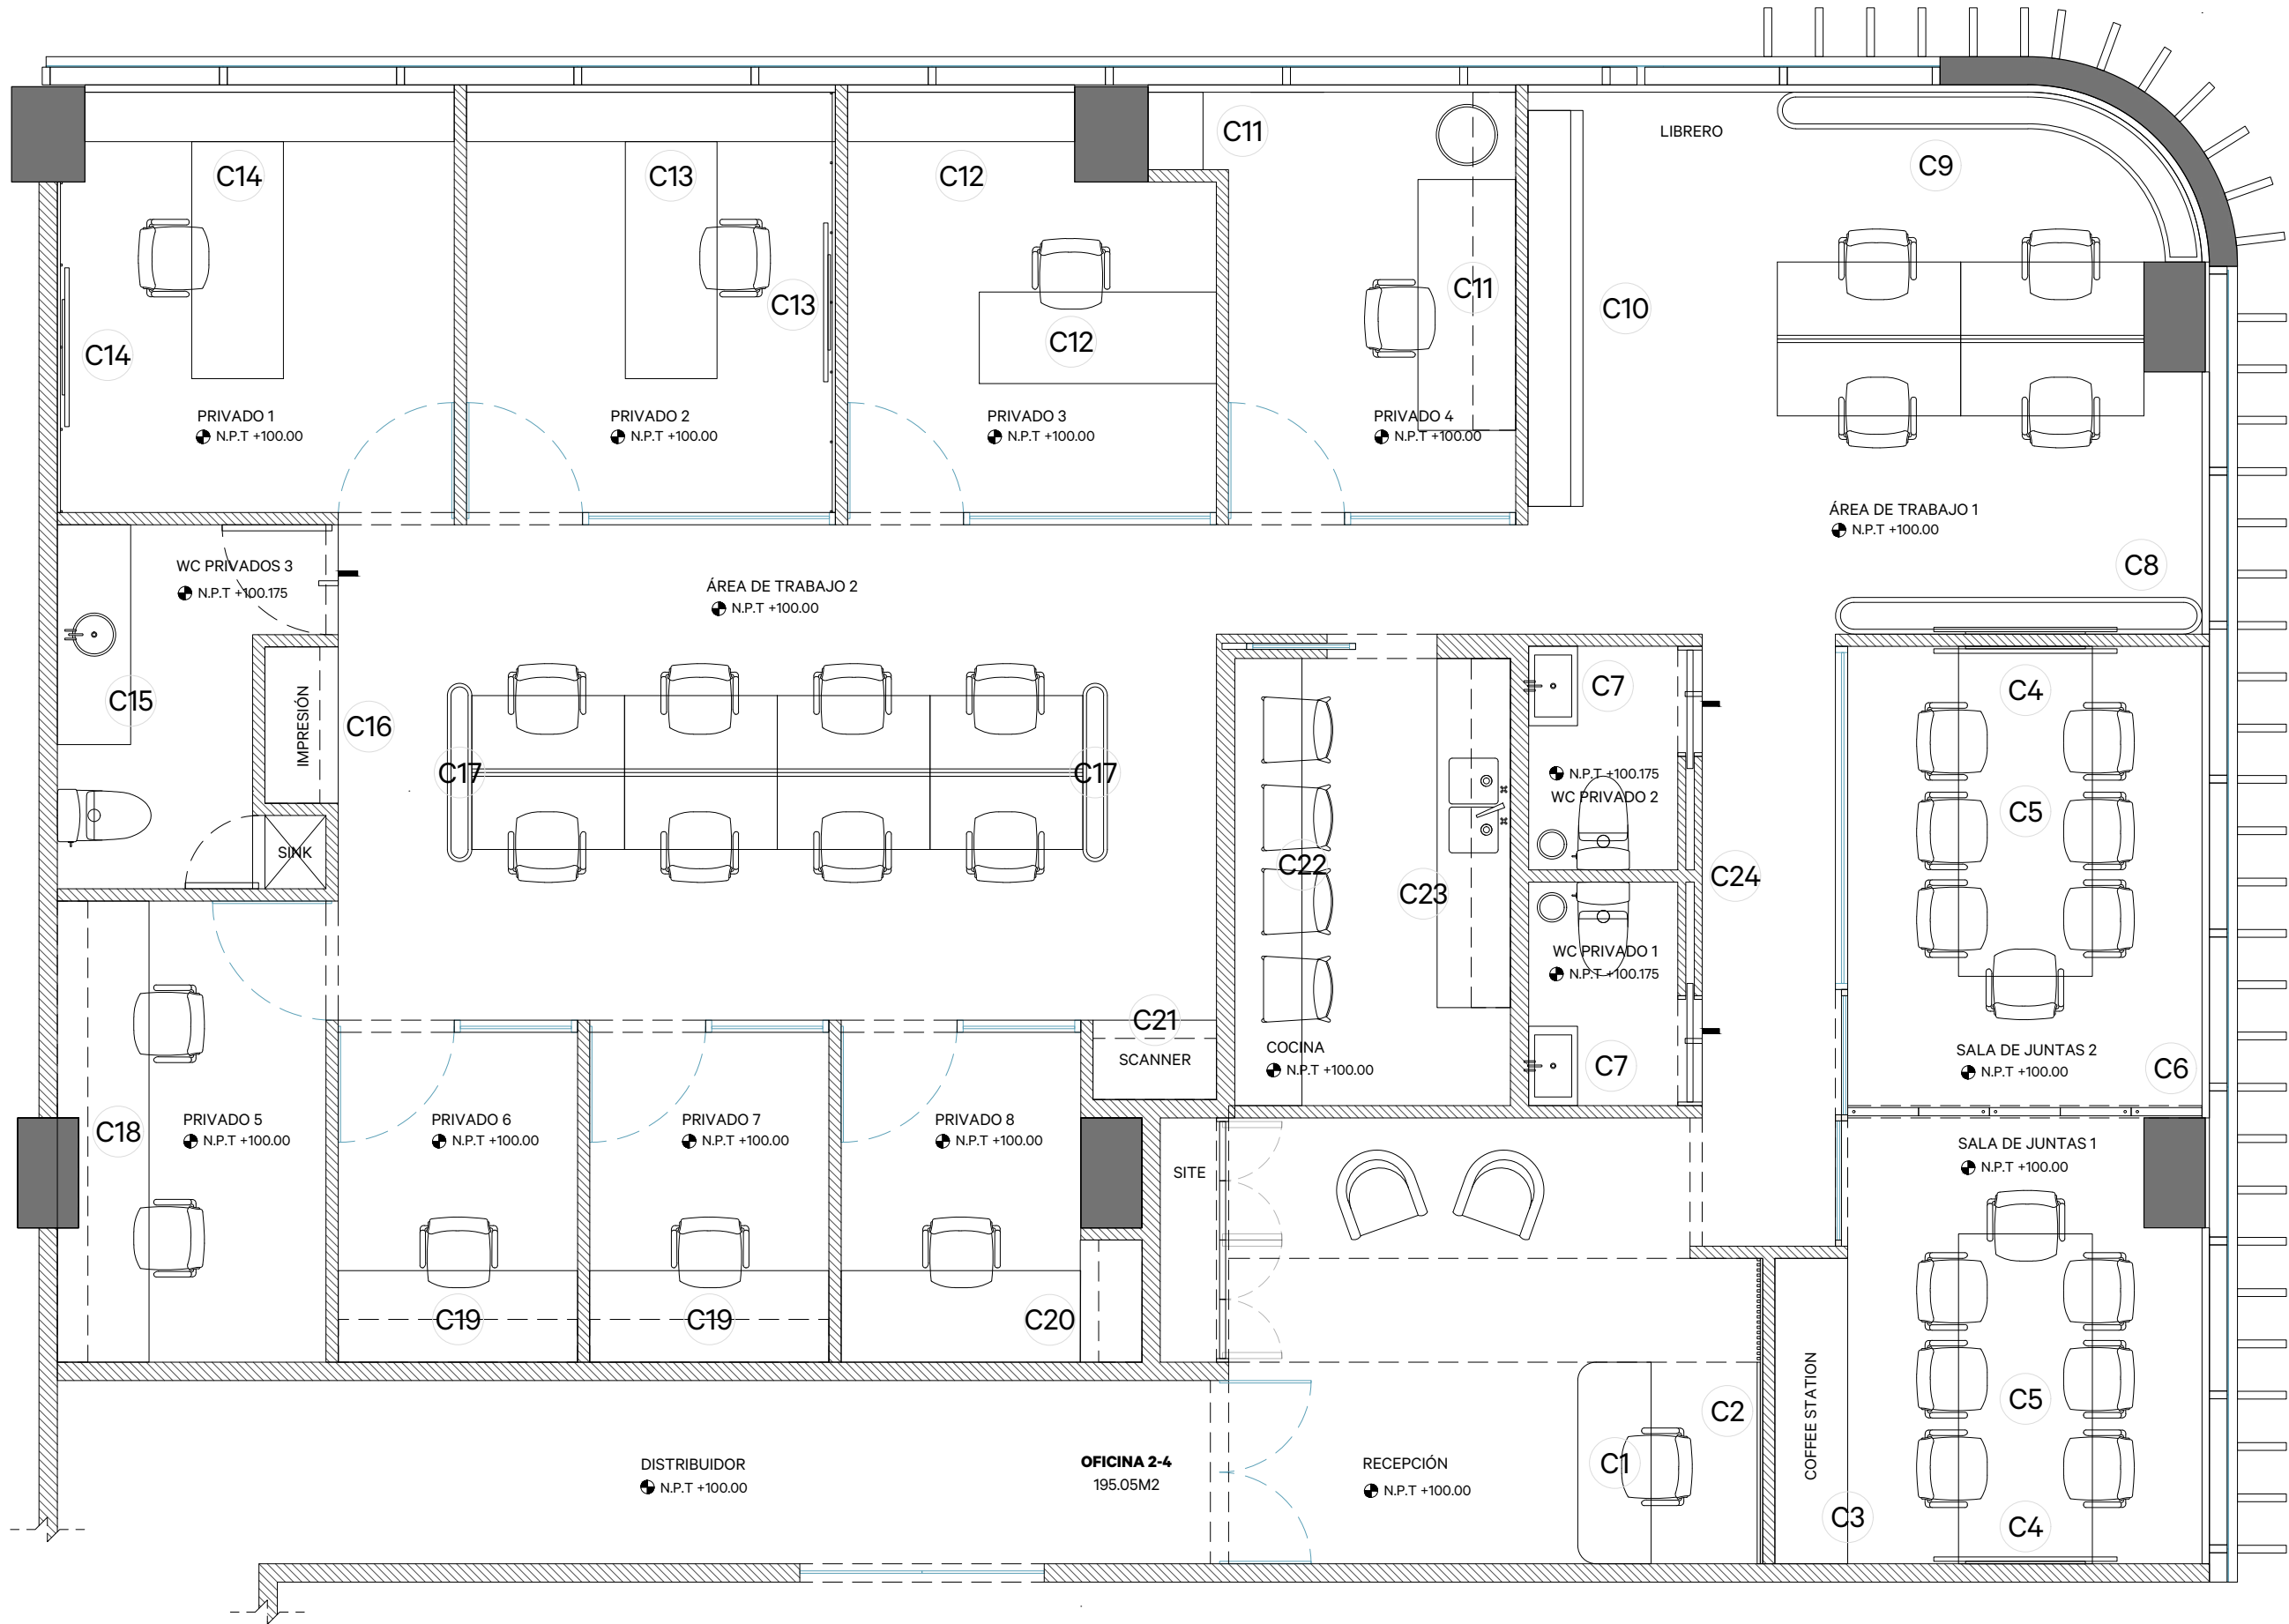 C11
LIBRERO
C9
C14
C13
C12
C11
C13
C10
C12
C14
PRIVADO 1
N.P.T +100.00
PRIVADO 2
N.P.T +100.00
PRIVADO 3
N.P.T +100.00
PRIVADO 4
N.P.T +100.00
ÁREA DE TRABAJO 1
N.P.T +100.00
WC PRIVADOS 3
N.P.T +100.175
ÁREA DE TRABAJO 2
N.P.T +100.00
C8
C15
IMPRESIÓN
C16
C7
C4
C17
C17
N.P.T +100.175
WC PRIVADO 2
C5
SINK
C22
C23
C24
WC PRIVADO 1
N.P.T +100.175
C21
SCANNER
COCINA
N.P.T +100.00
C7
SALA DE JUNTAS 2
N.P.T +100.00
C6
C18
PRIVADO 5
N.P.T +100.00
PRIVADO 6
N.P.T +100.00
PRIVADO 7
N.P.T +100.00
PRIVADO 8
N.P.T +100.00
SITE
SALA DE JUNTAS 1
N.P.T +100.00
C19
C19
C20
C2
COFFEE STATION
C5
DISTRIBUIDOR
N.P.T +100.00
OFICINA 2-4
195.05M2
RECEPCIÓN
N.P.T +100.00
C1
C3
C4